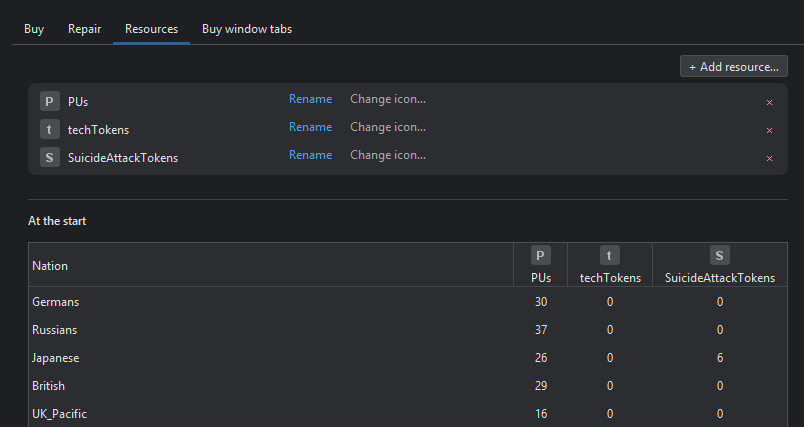 Buy Repair Resources Buy window tabs
+ Add resource...
P PUs Rename Change icon... ×
t techTokens Rename Change icon... ×
S SuicideAttackTokens Rename Change icon... ×
At the start
P t S
Nation PUs techTokens SuicideAttackTokens
Germans 30 0 0
Russians 37 0 0
Japanese 26 0 6
British 29 0 0
UK_Pacific 16 0 0